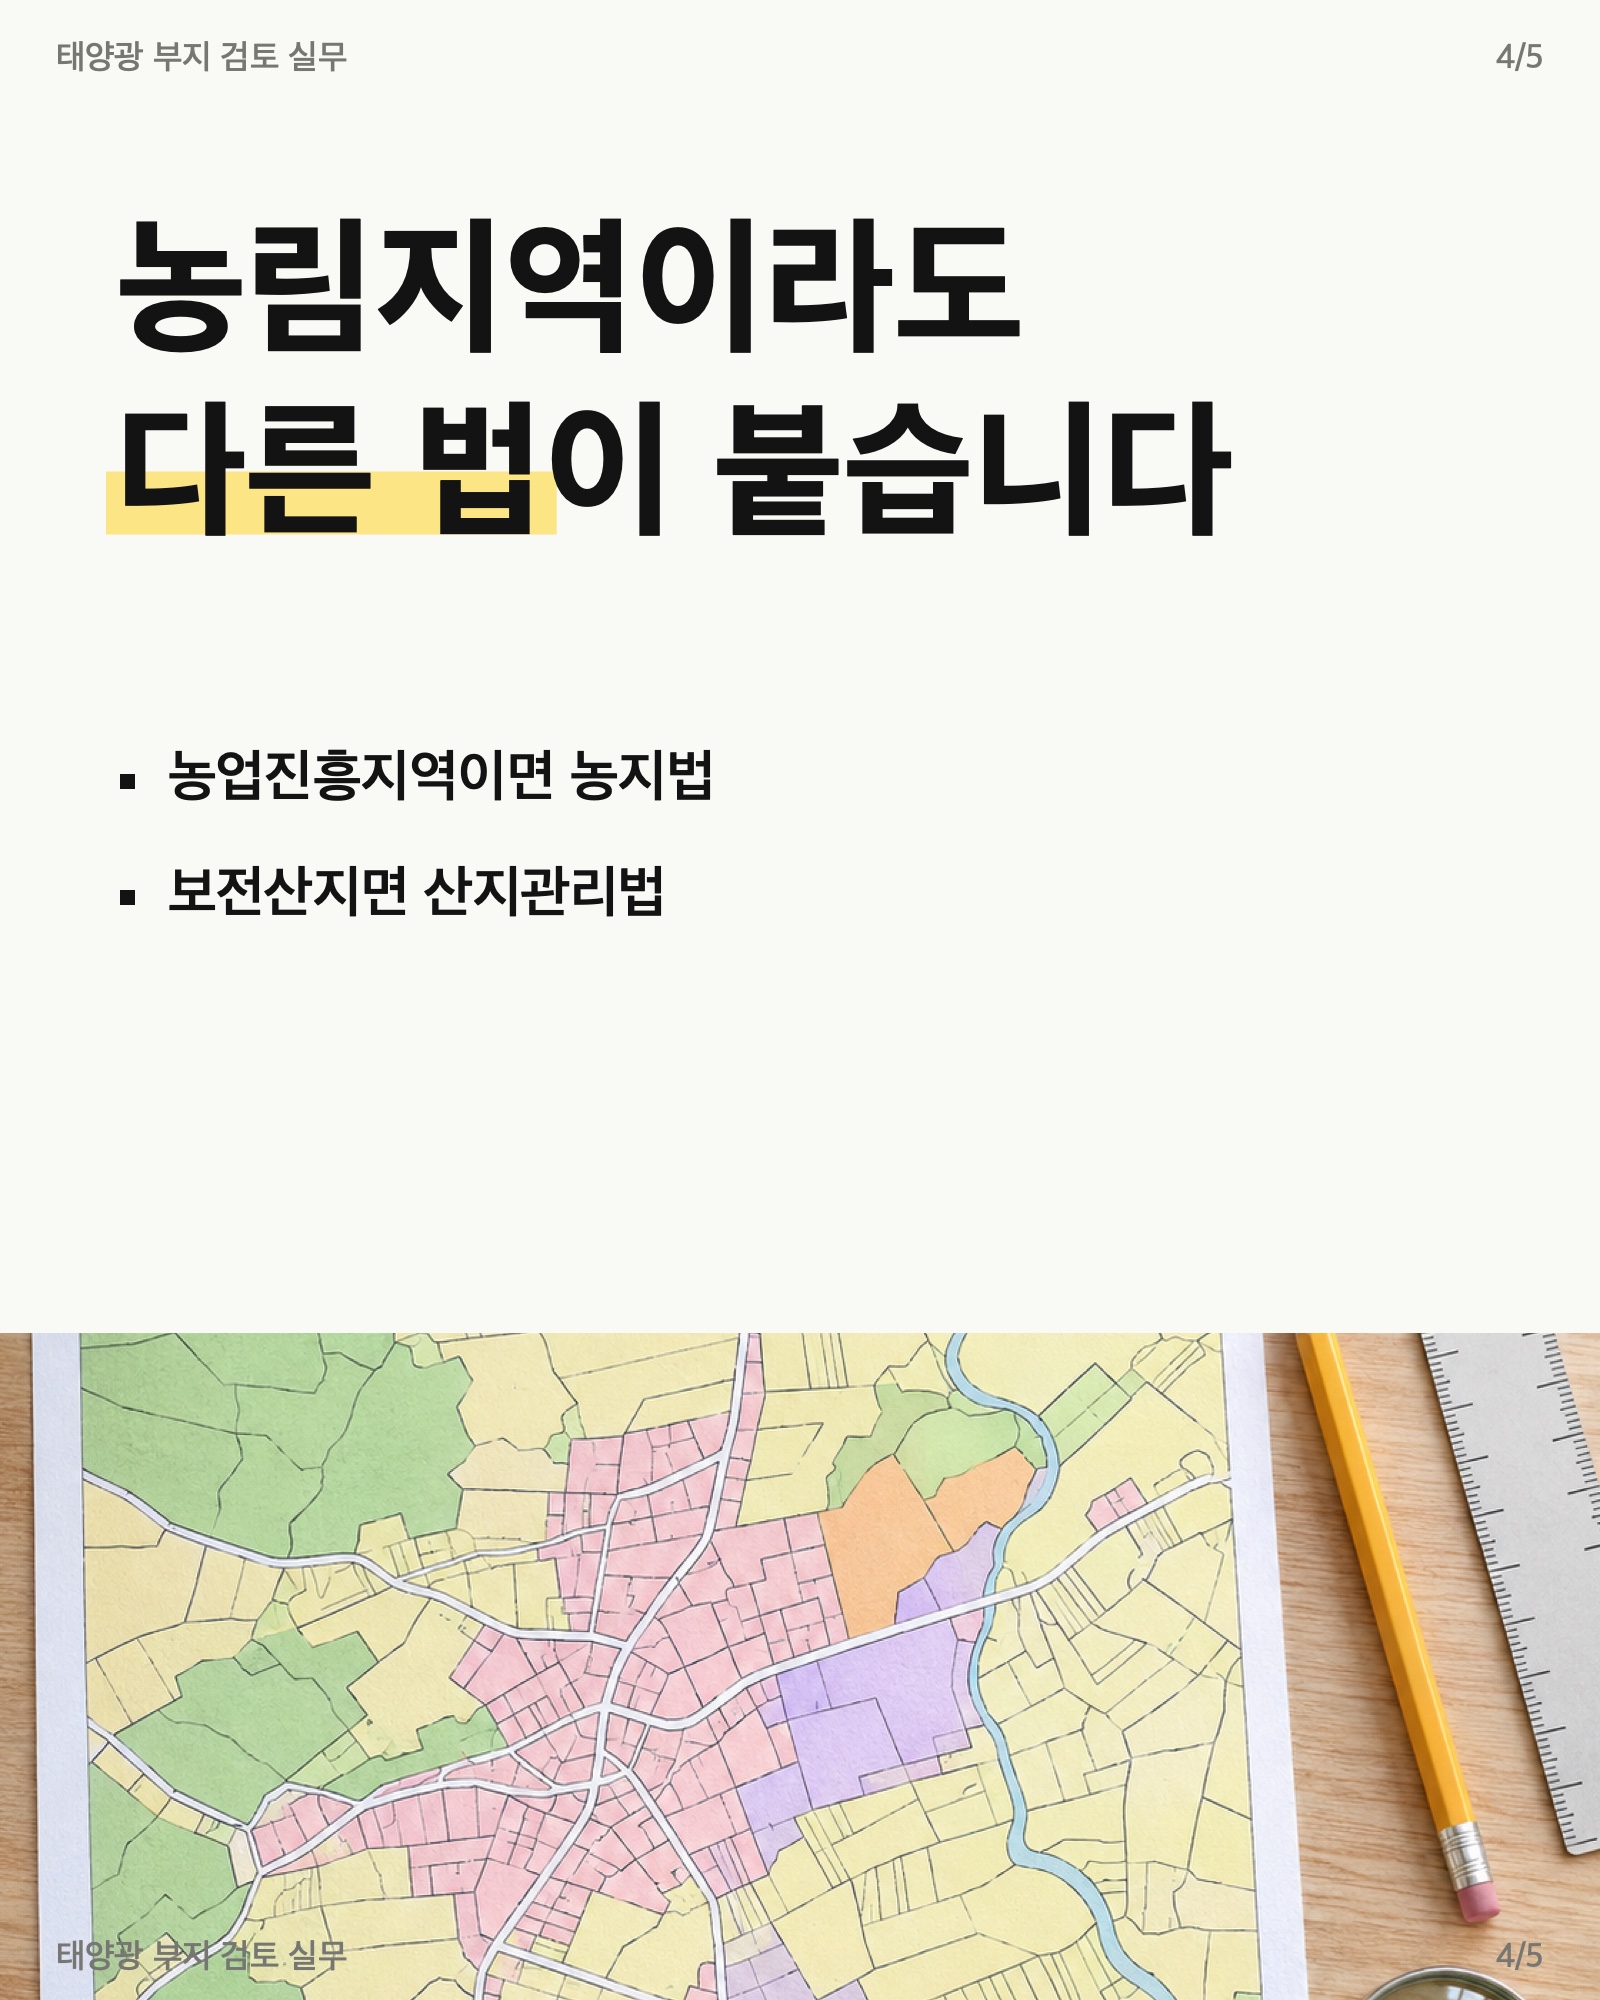 태양광 부지 검토 실무
4/5
농림지역이라도
다른 법이 붙습니다
▪ 농업진흥지역이면 농지법
▪ 보전산지면 산지관리법
태양광 부지 검토 실무
4/5